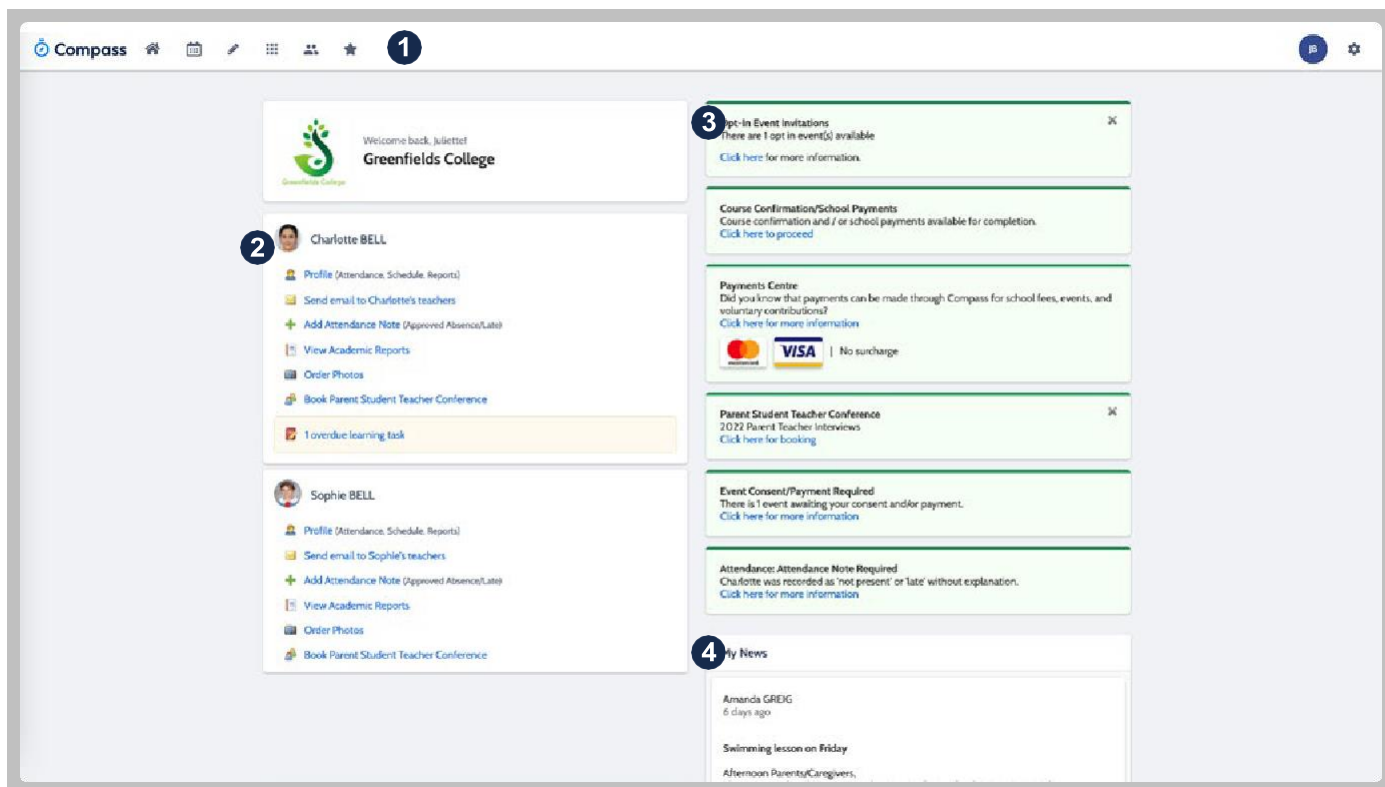 Compass
1
JB
Welcome back, Juliette!
Greenfields College
Greenfields College
2
Charlotte BELL
Profile (Attendance, Schedule, Reports)
Send email to Charlotte's teachers
Add Attendance Note (Approved Absence/Late)
View Academic Reports
Order Photos
Book Parent Student Teacher Conference
1 overdue learning task
Sophie BELL
Profile (Attendance, Schedule, Reports)
Send email to Sophie's teachers
Add Attendance Note (Approved Absence/Late)
View Academic Reports
Order Photos
Book Parent Student Teacher Conference
3
Opt-In Event Invitations
There are 1 opt in event(s) available
Click here for more information.
Course Confirmation/School Payments
Course confirmation and / or school payments available for completion.
Click here to proceed
Payments Centre
Did you know that payments can be made through Compass for school fees, events, and
voluntary contributions?
Click here for more information
mastercard VISA | No surcharge
Parent Student Teacher Conference
2022 Parent Teacher Interviews
Click here for booking
Event Consent/Payment Required
There is 1 event awaiting your consent and/or payment.
Click here for more information
Attendance: Attendance Note Required
Charlotte was recorded as 'not present' or 'late' without explanation.
Click here for more information
4
My News
Amanda GREIG
6 days ago
Swimming lesson on Friday
Afternoon Parents/Caregivers,